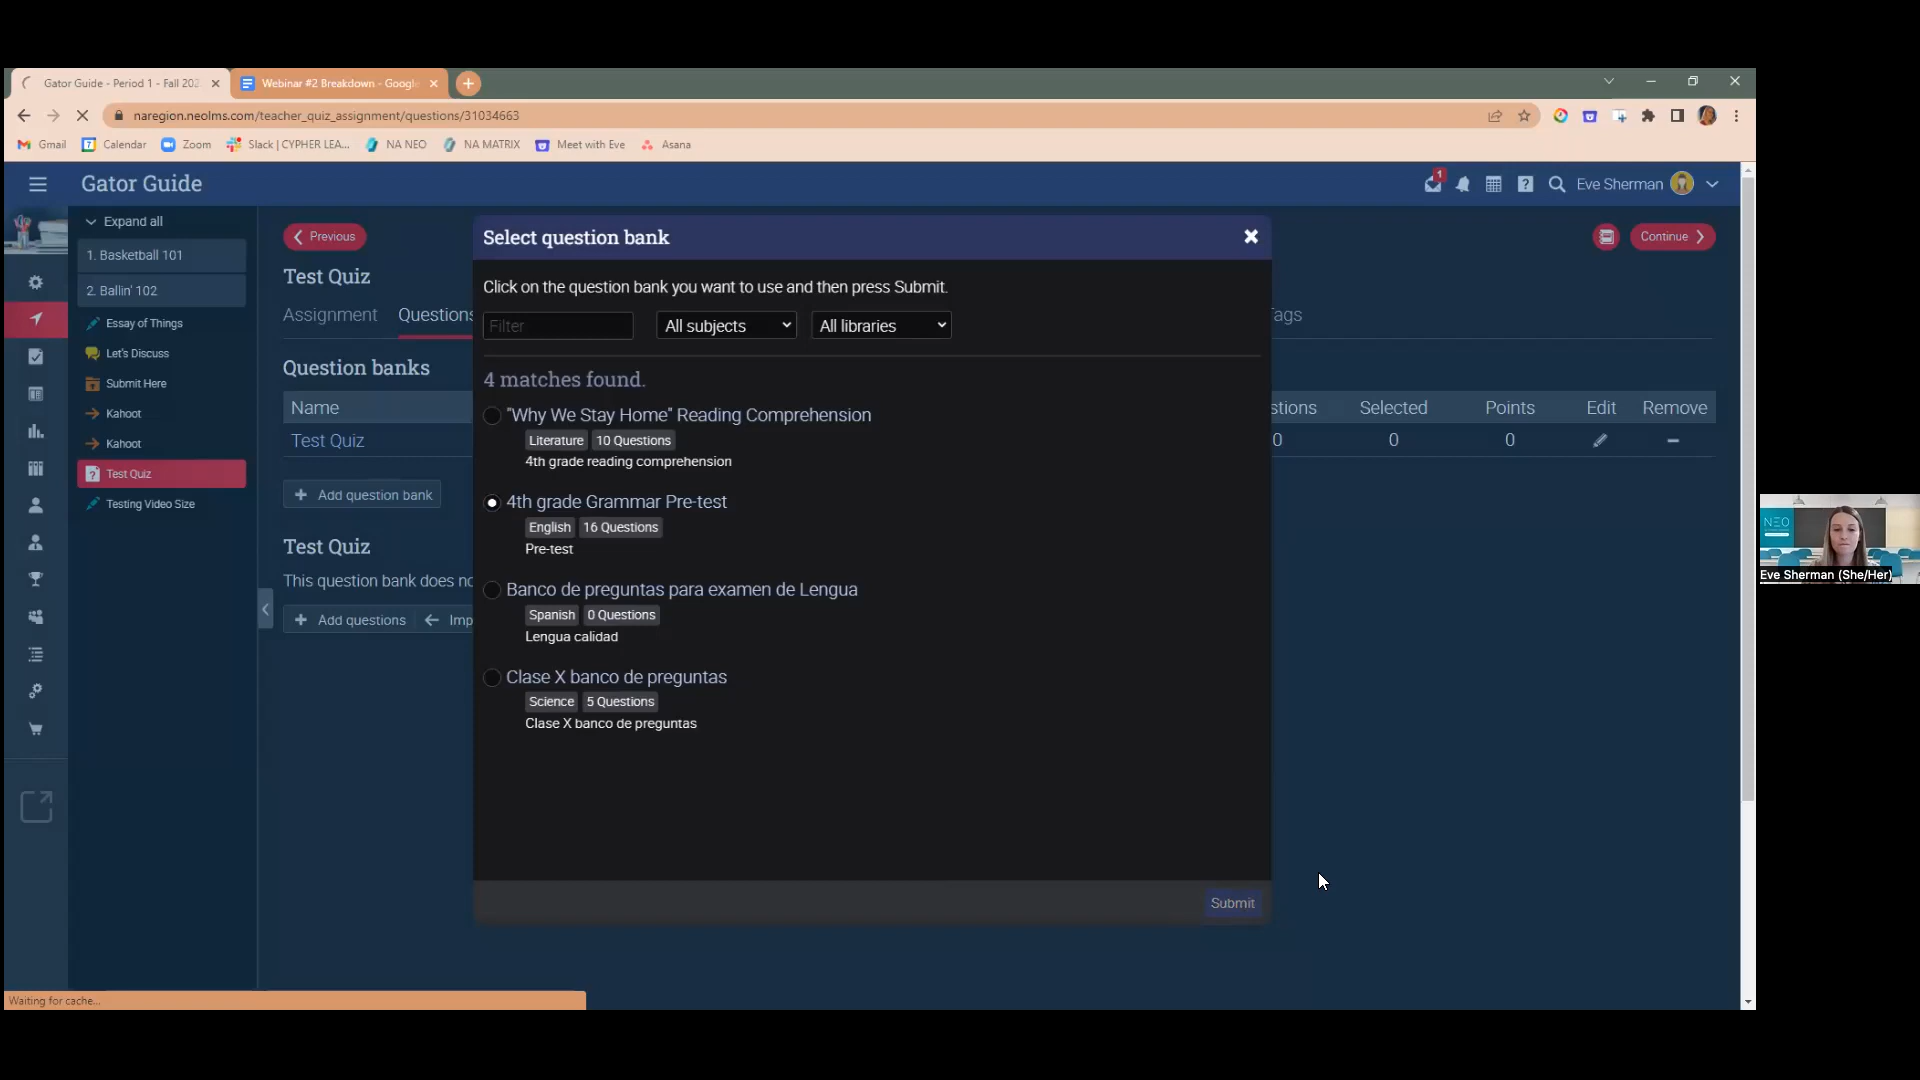 Gator Guide - Period 1 - Fall 202
Webinar #2 Breakdown - Google
naregion.neolms.com/teacher_quiz_assignment/questions/31034663
Gmail
Calendar
Zoom
Slack | CYPHER LEA...
NA NEO
NA MATRIX
Meet with Eve
Asana
Gator Guide
1
Eve Sherman
Expand all
1. Basketball 101
2. Ballin' 102
Essay of Things
Let's Discuss
Submit Here
Kahoot
Kahoot
Test Quiz
Testing Video Size
Previous
Continue
Test Quiz
Assignment
Questions
Tags
Question banks
Name
stions
Selected
Points
Edit
Remove
Test Quiz
0
0
0
Add question bank
Test Quiz
This question bank does no
Add questions
Imp
Select question bank
Click on the question bank you want to use and then press Submit.
Filter
All subjects
All libraries
4 matches found.
"Why We Stay Home" Reading Comprehension
Literature
10 Questions
4th grade reading comprehension
4th grade Grammar Pre-test
English
16 Questions
Pre-test
Banco de preguntas para examen de Lengua
Spanish
0 Questions
Lengua calidad
Clase X banco de preguntas
Science
5 Questions
Clase X banco de preguntas
Submit
Waiting for cache...
NEO
Eve Sherman (She/Her)